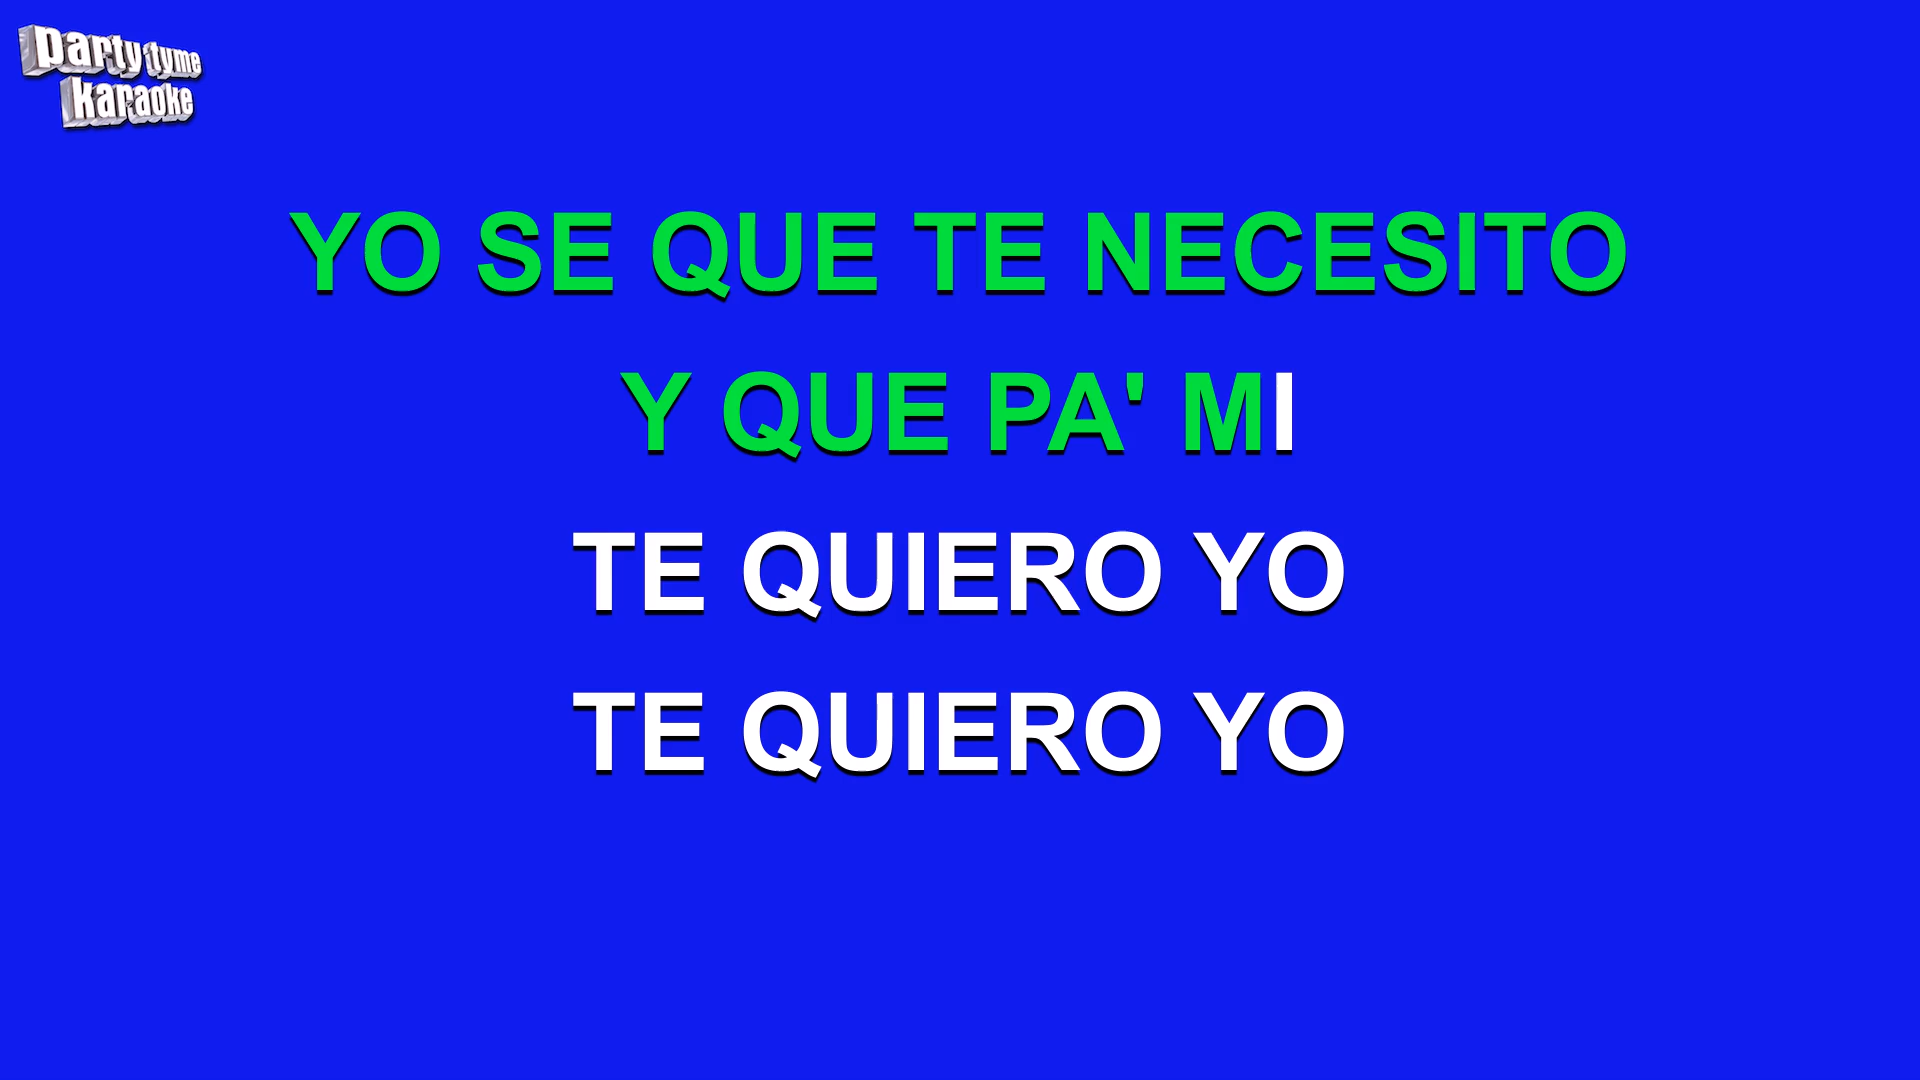 party tyme
karaoke
YO SE QUE TE NECESITO
Y QUE PA' MI
TE QUIERO YO
TE QUIERO YO